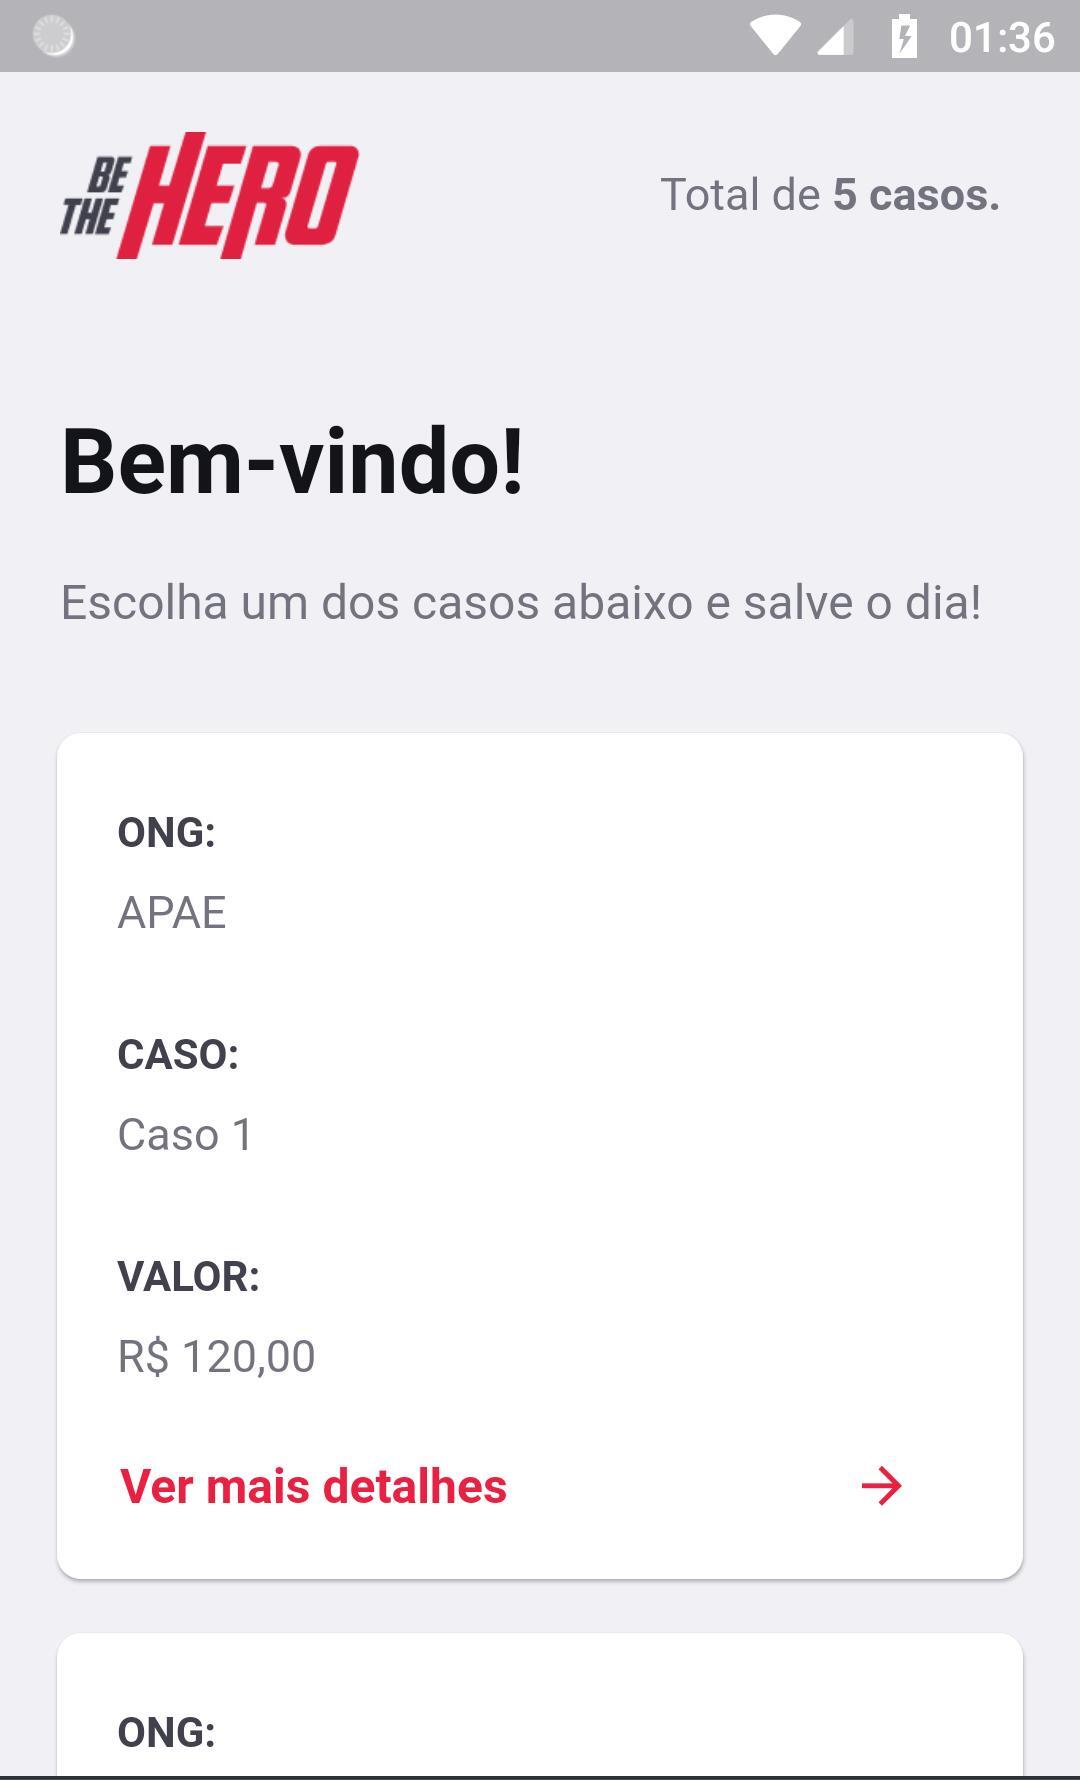 01:36
BE THE HERO
Total de 5 casos.
Bem-vindo!
Escolha um dos casos abaixo e salve o dia!
ONG:
APAE
CASO:
Caso 1
VALOR:
R$ 120,00
Ver mais detalhes
ONG: